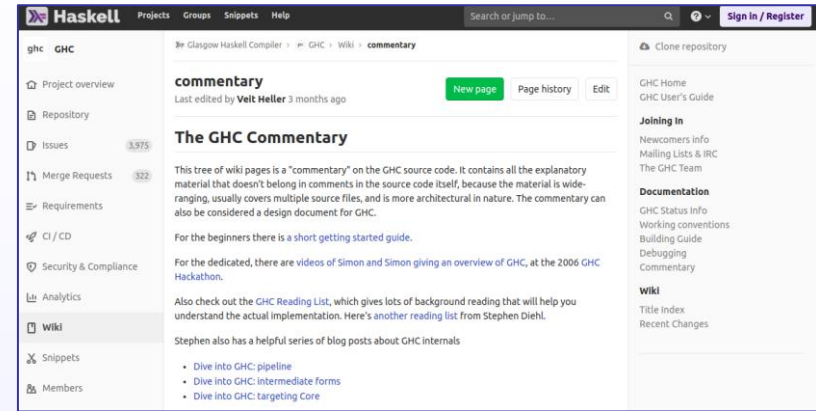 Haskell Projects Groups Snippets Help Search or jump to... Sign in / Register
ghc GHC
Project overview
Repository
Issues 3,975
Merge Requests 322
Requirements
CI / CD
Security & Compliance
Analytics
Wiki
Snippets
Members
Glasgow Haskell Compiler › GHC › Wiki › commentary
commentary
Last edited by Veit Heller 3 months ago
New page Page history Edit
The GHC Commentary
This tree of wiki pages is a "commentary" on the GHC source code. It contains all the explanatory
material that doesn't belong in comments in the source code itself, because the material is wide-
ranging, usually covers multiple source files, and is more architectural in nature. The commentary can
also be considered a design document for GHC.
For the beginners there is a short getting started guide.
For the dedicated, there are videos of Simon and Simon giving an overview of GHC, at the 2006 GHC
Hackathon.
Also check out the GHC Reading List, which gives lots of background reading that will help you
understand the actual implementation. Here's another reading list from Stephen Diehl.
Stephen also has a helpful series of blog posts about GHC internals
• Dive into GHC: pipeline
• Dive into GHC: intermediate forms
• Dive into GHC: targeting Core
Clone repository
GHC Home
GHC User's Guide
Joining In
Newcomers info
Mailing Lists & IRC
The GHC Team
Documentation
GHC Status Info
Working conventions
Building Guide
Debugging
Commentary
Wiki
Title Index
Recent Changes